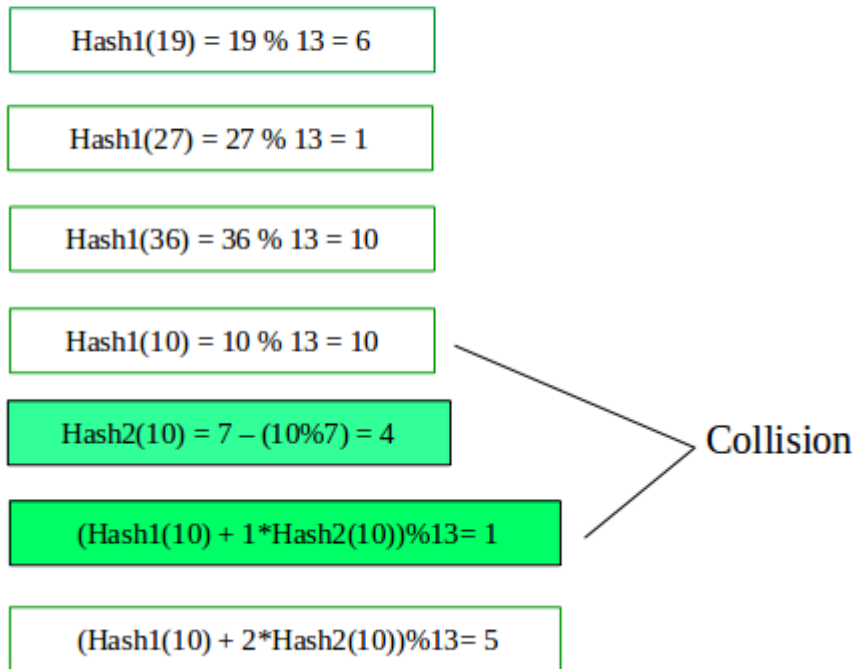 Hash1(19) = 19 % 13 = 6
Hash1(27) = 27 % 13 = 1
Hash1(36) = 36 % 13 = 10
Hash1(10) = 10 % 13 = 10
Hash2(10) = 7 – (10%7) = 4
Collision
(Hash1(10) + 1*Hash2(10))%13= 1
(Hash1(10) + 2*Hash2(10))%13= 5